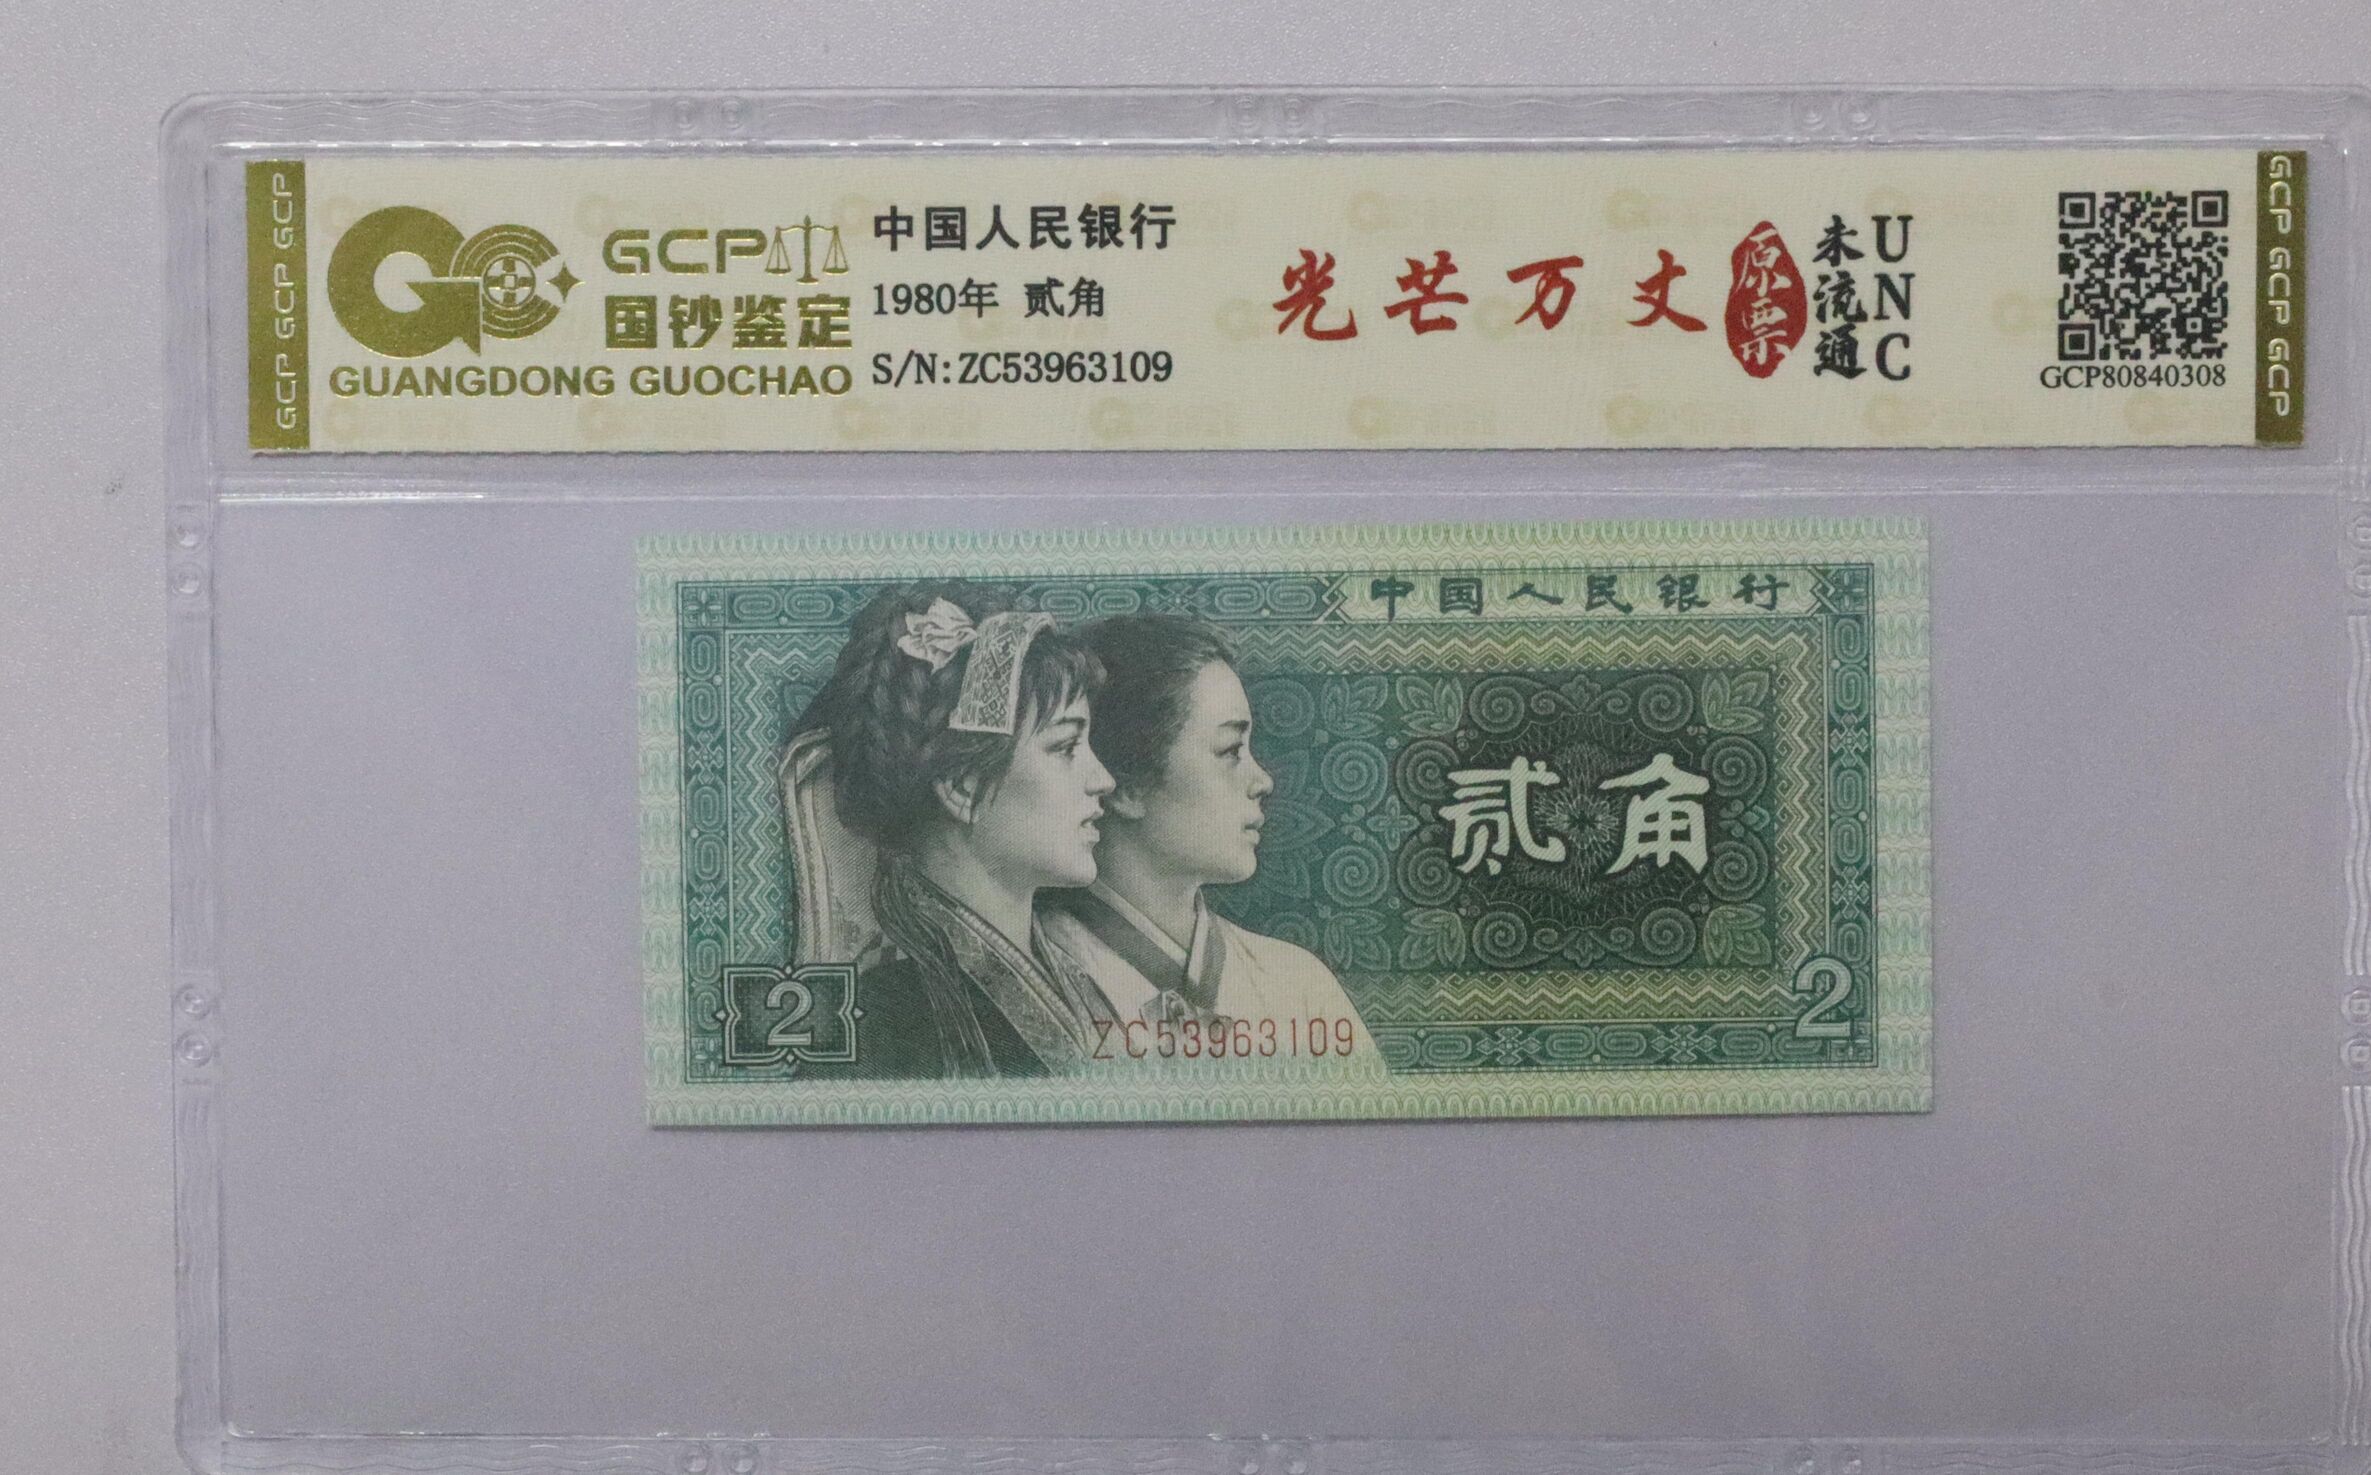 GCP GCP GCP
GCP
国钞鉴定
GUANGDONG GUOCHAO
中国人民银行
1980年 贰角
S/N:ZC53963109
光芒万丈
原票
未流通
UNC
GCP80840308
GCP GCP GCP
中国人民银行
贰角
2
2
ZC53963109